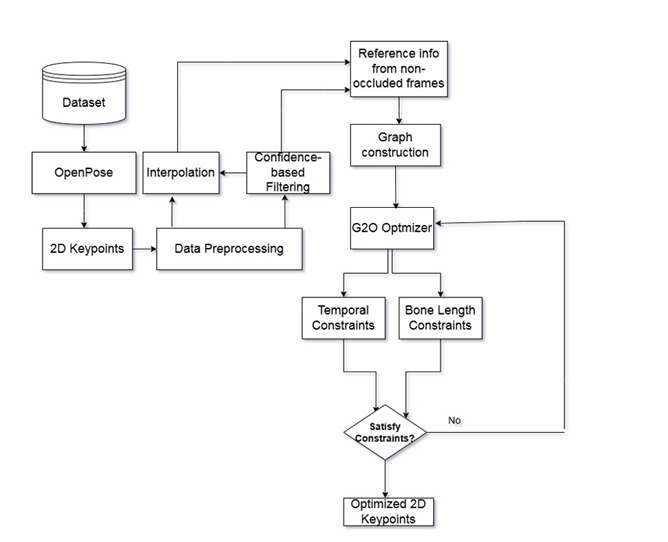 Dataset
OpenPose
2D Keypoints
Data Preprocessing
Interpolation
Confidence-
based
Filtering
Reference info
from non-
occluded frames
Graph
construction
G2O Optmizer
Temporal
Constraints
Bone Length
Constraints
Satisfy
Constraints?
No
Optimized 2D
Keypoints